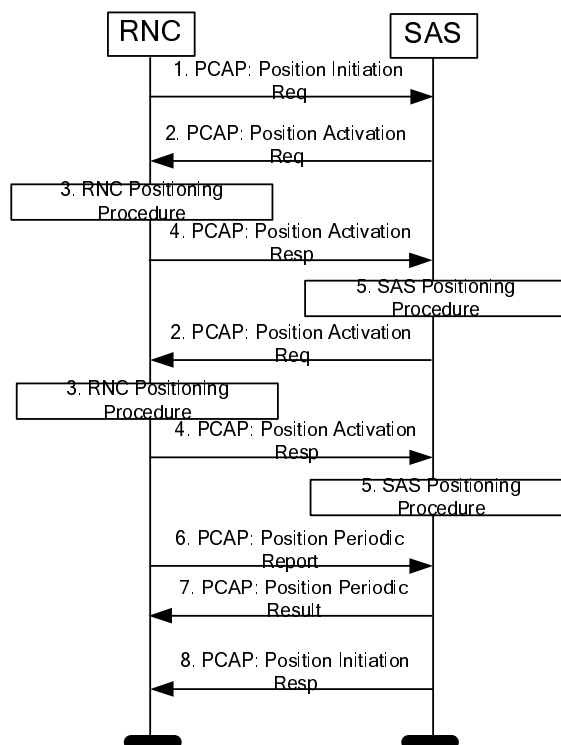 RNC
SAS
1. PCAP: Position Initiation
Req
2. PCAP: Position Activation
Req
3. RNC Positioning
Procedure
4. PCAP: Position Activation
Resp
5. SAS Positioning
Procedure
2. PCAP: Position Activation
Req
3. RNC Positioning
Procedure
4. PCAP: Position Activation
Resp
5. SAS Positioning
Procedure
6. PCAP: Position Periodic
Report
7. PCAP: Position Periodic
Result
8. PCAP: Position Initiation
Resp